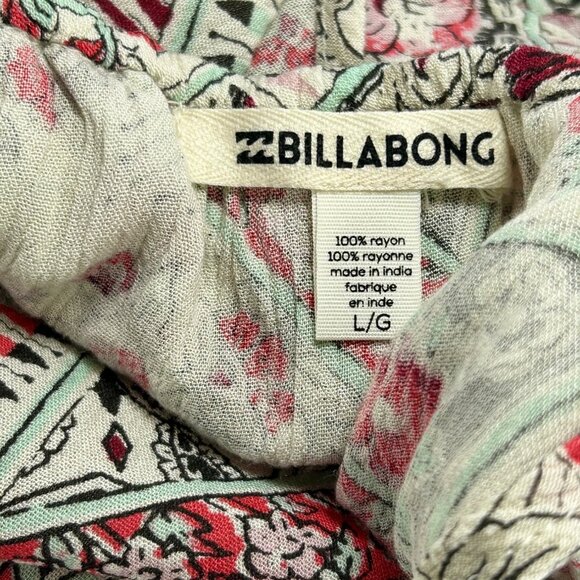 BILLABONG
100% rayon
100% rayonne
made in india
fabrique
en inde
L/G